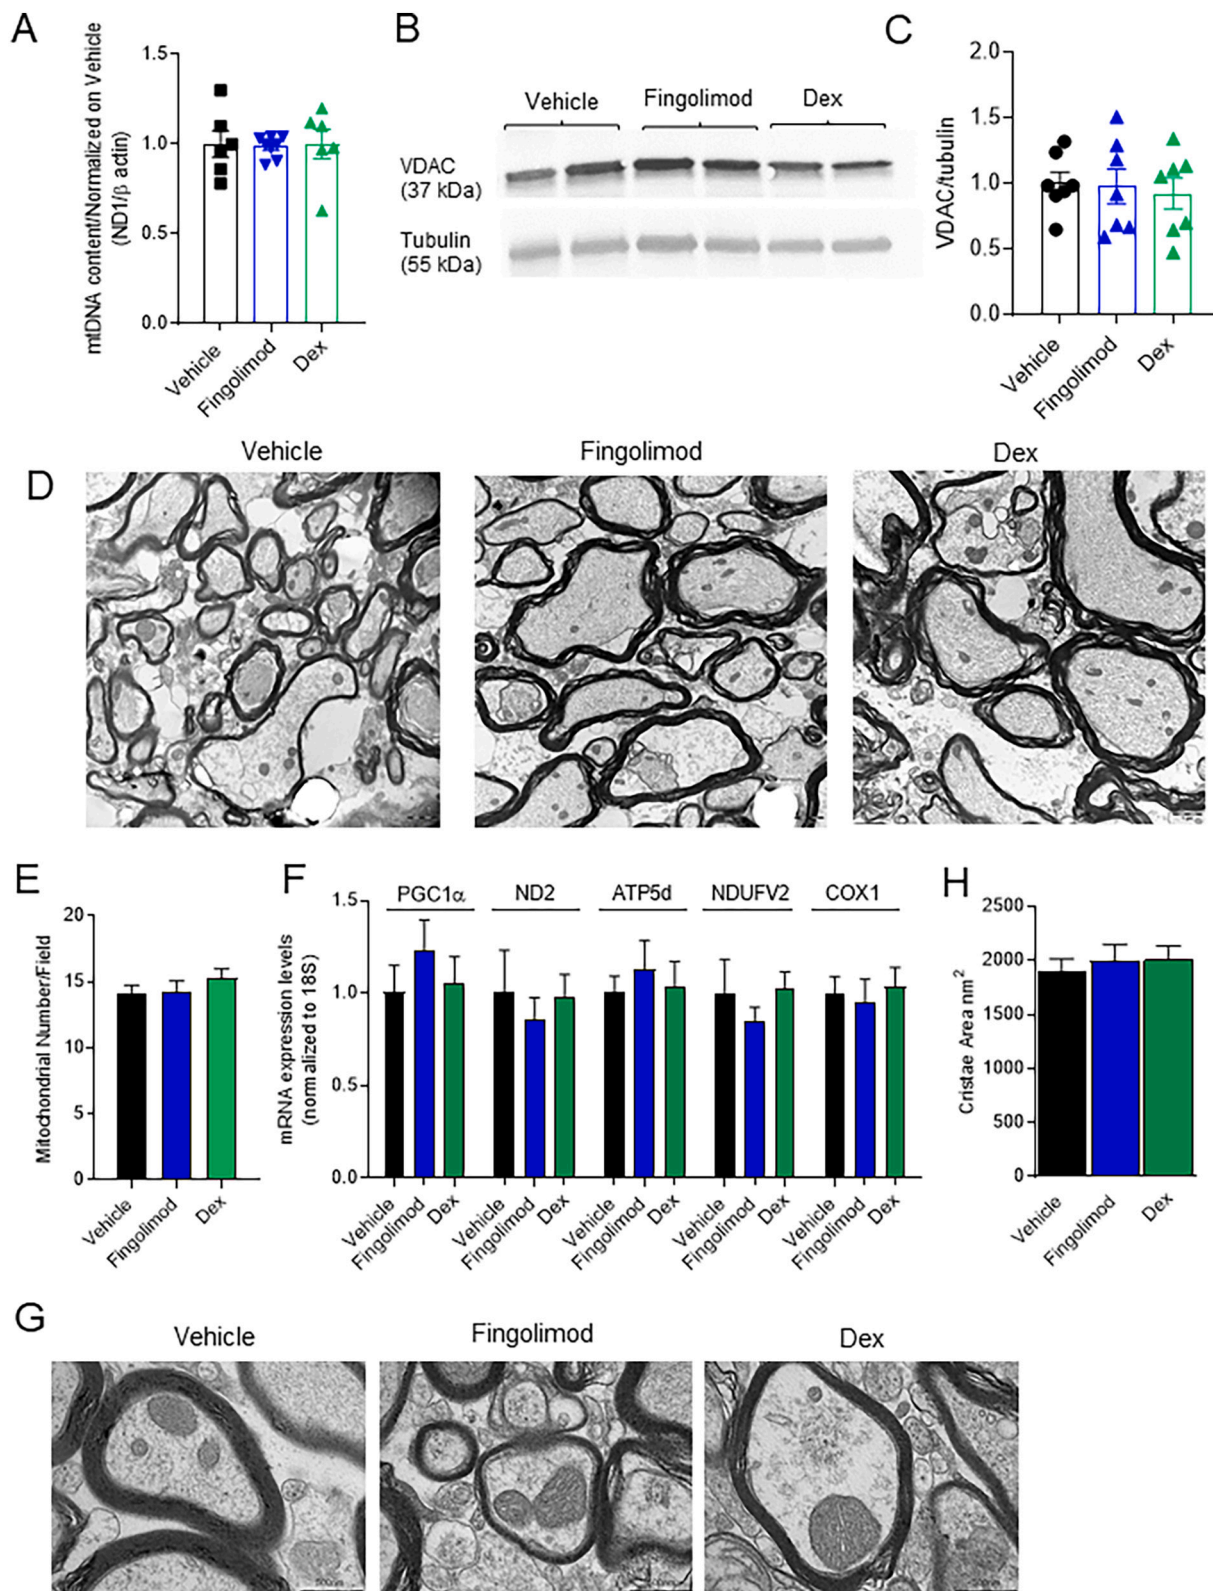 A
mtDNA content/Normalized on Vehicle
(ND1/β actin)
1.5
1.0
0.5
0.0
Vehicle
Fingolimod
Dex
B
Vehicle
Fingolimod
Dex
VDAC
(37 kDa)
Tubulin
(55 kDa)
C
VDAC/tubulin
2.0
1.5
1.0
0.5
0.0
Vehicle
Fingolimod
Dex
D
Vehicle
Fingolimod
Dex
E
Mitochondrial Number/Field
20
15
10
5
0
Vehicle
Fingolimod
Dex
F
mRNA expression levels
(normalized to 18S)
1.5
1.0
0.5
0.0
PGC1α
ND2
ATP5d
NDUFV2
COX1
Vehicle
Fingolimod
Dex
Vehicle
Fingolimod
Dex
Vehicle
Fingolimod
Dex
Vehicle
Fingolimod
Dex
Vehicle
Fingolimod
Dex
H
Cristae Area nm²
2500
2000
1500
1000
500
0
Vehicle
Fingolimod
Dex
G
Vehicle
Fingolimod
Dex